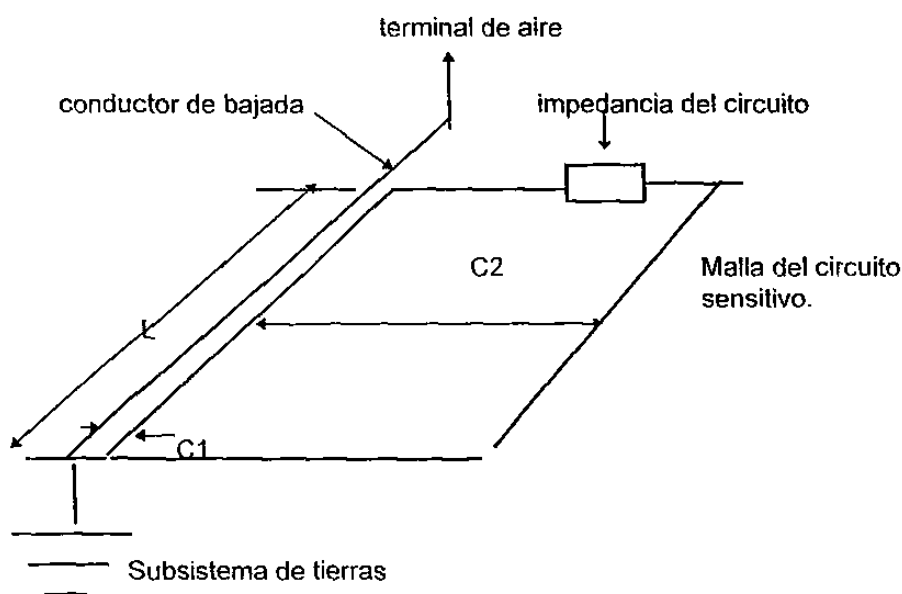 terminal de aire
conductor de bajada
impedancia del circuito
C2
Malla del circuito
sensitivo.
L
C1
Subsistema de tierras